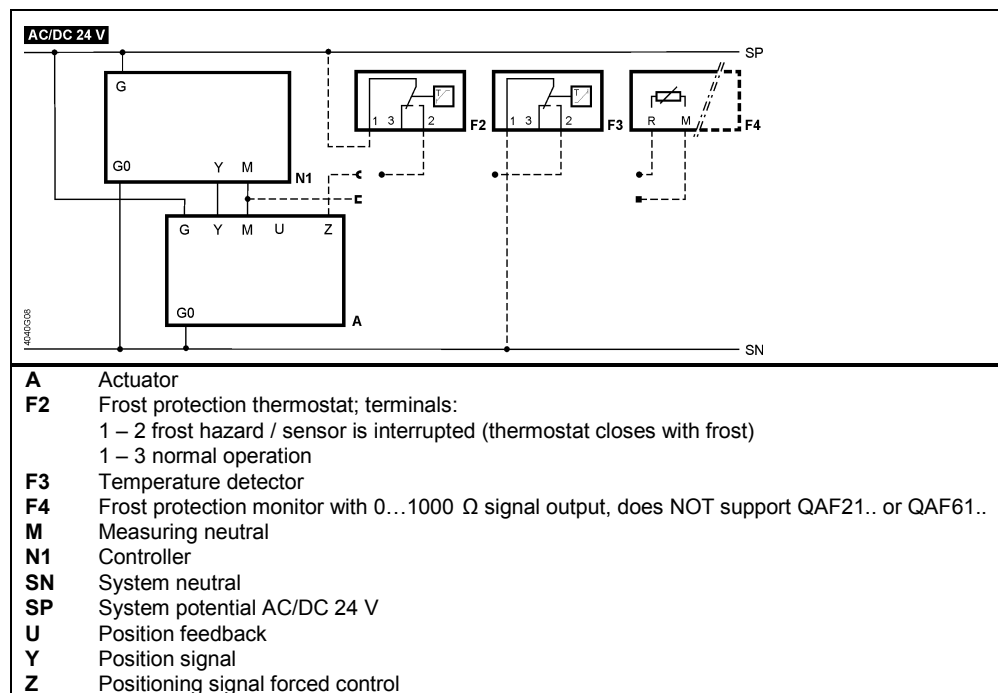 AC/DC 24 V
SP
G
T
T
1 3 2
F2
1 3 2
F3
R M
F4
G0 Y M
N1
G Y M U Z
G0
A
4040G08
SN
A Actuator
F2 Frost protection thermostat; terminals:
1 – 2 frost hazard / sensor is interrupted (thermostat closes with frost)
1 – 3 normal operation
F3 Temperature detector
F4 Frost protection monitor with 0…1000 Ω signal output, does NOT support QAF21.. or QAF61..
M Measuring neutral
N1 Controller
SN System neutral
SP System potential AC/DC 24 V
U Position feedback
Y Position signal
Z Positioning signal forced control